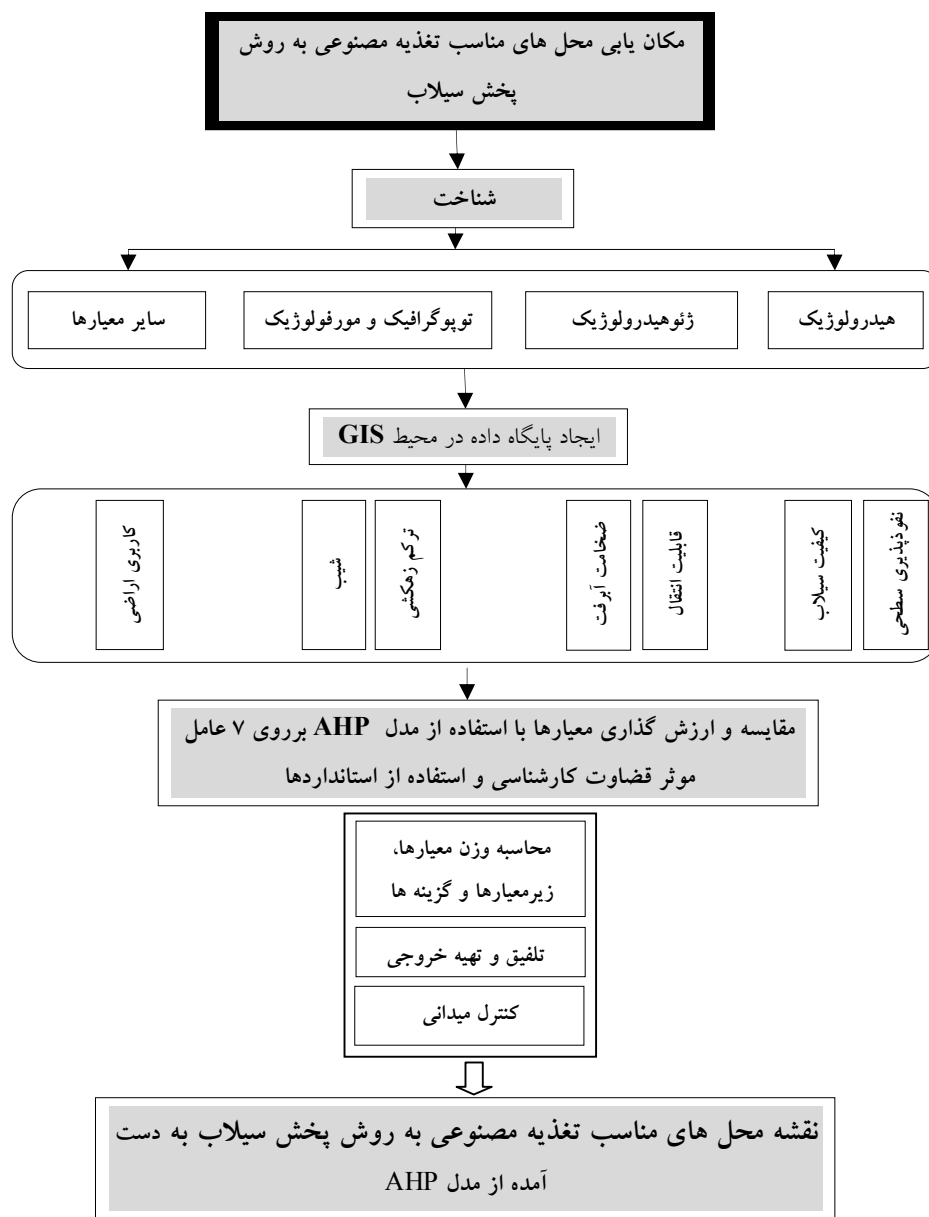 مکان یابی محل های مناسب تغذیه مصنوعی به روش
پخش سیلاب
شناخت
هیدرولوژیک
ژئوهیدرولوژیک
توپوگرافیک و مورفولوژیک
سایر معیارها
ایجاد پایگاه داده در محیط GIS
نفوذپذیری سطحی
کیفیت سیلاب
قابلیت انتقال
ضخامت آبرفت
ترکم زهکشی
شیب
کاربری اراضی
مقایسه و ارزش گذاری معیارها با استفاده از مدل AHP برروی ۷ عامل
موثر قضاوت کارشناسی و استفاده از استانداردها
محاسبه وزن معیارها،
زیرمعیارها و گزینه ها
تلفیق و تهیه خروجی
کنترل میدانی
نقشه محل های مناسب تغذیه مصنوعی به روش پخش سیلاب به دست
آمده از مدل AHP